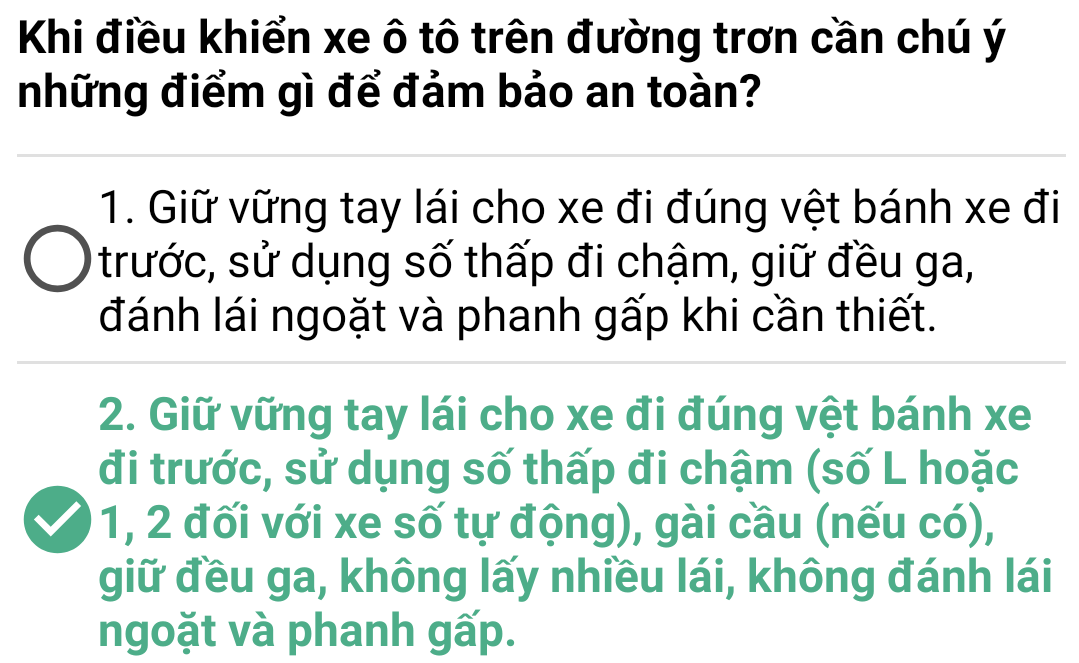 Khi điều khiển xe ô tô trên đường trơn cần chú ý
những điểm gì để đảm bảo an toàn?
1. Giữ vững tay lái cho xe đi đúng vệt bánh xe đi
trước, sử dụng số thấp đi chậm, giữ đều ga,
đánh lái ngoặt và phanh gấp khi cần thiết.
2. Giữ vững tay lái cho xe đi đúng vệt bánh xe
đi trước, sử dụng số thấp đi chậm (số L hoặc
1, 2 đối với xe số tự động), gài cầu (nếu có),
giữ đều ga, không lấy nhiều lái, không đánh lái
ngoặt và phanh gấp.